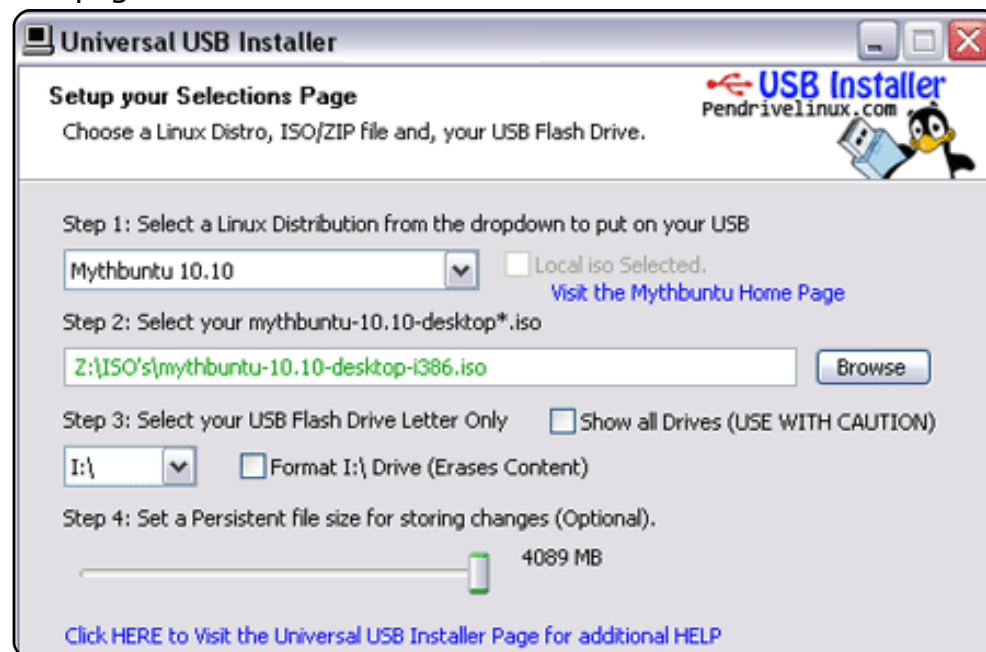 Universal USB Installer
Setup your Selections Page
Choose a Linux Distro, ISO/ZIP file and, your USB Flash Drive.
USB Installer
Pendrivelinux.com
Step 1: Select a Linux Distribution from the dropdown to put on your USB
Mythbuntu 10.10
Local iso Selected.
Visit the Mythbuntu Home Page
Step 2: Select your mythbuntu-10.10-desktop*.iso
Z:\ISO's\mythbuntu-10.10-desktop-i386.iso
Browse
Step 3: Select your USB Flash Drive Letter Only
Show all Drives (USE WITH CAUTION)
I:\
Format I:\ Drive (Erases Content)
Step 4: Set a Persistent file size for storing changes (Optional).
4089 MB
Click HERE to Visit the Universal USB Installer Page for additional HELP